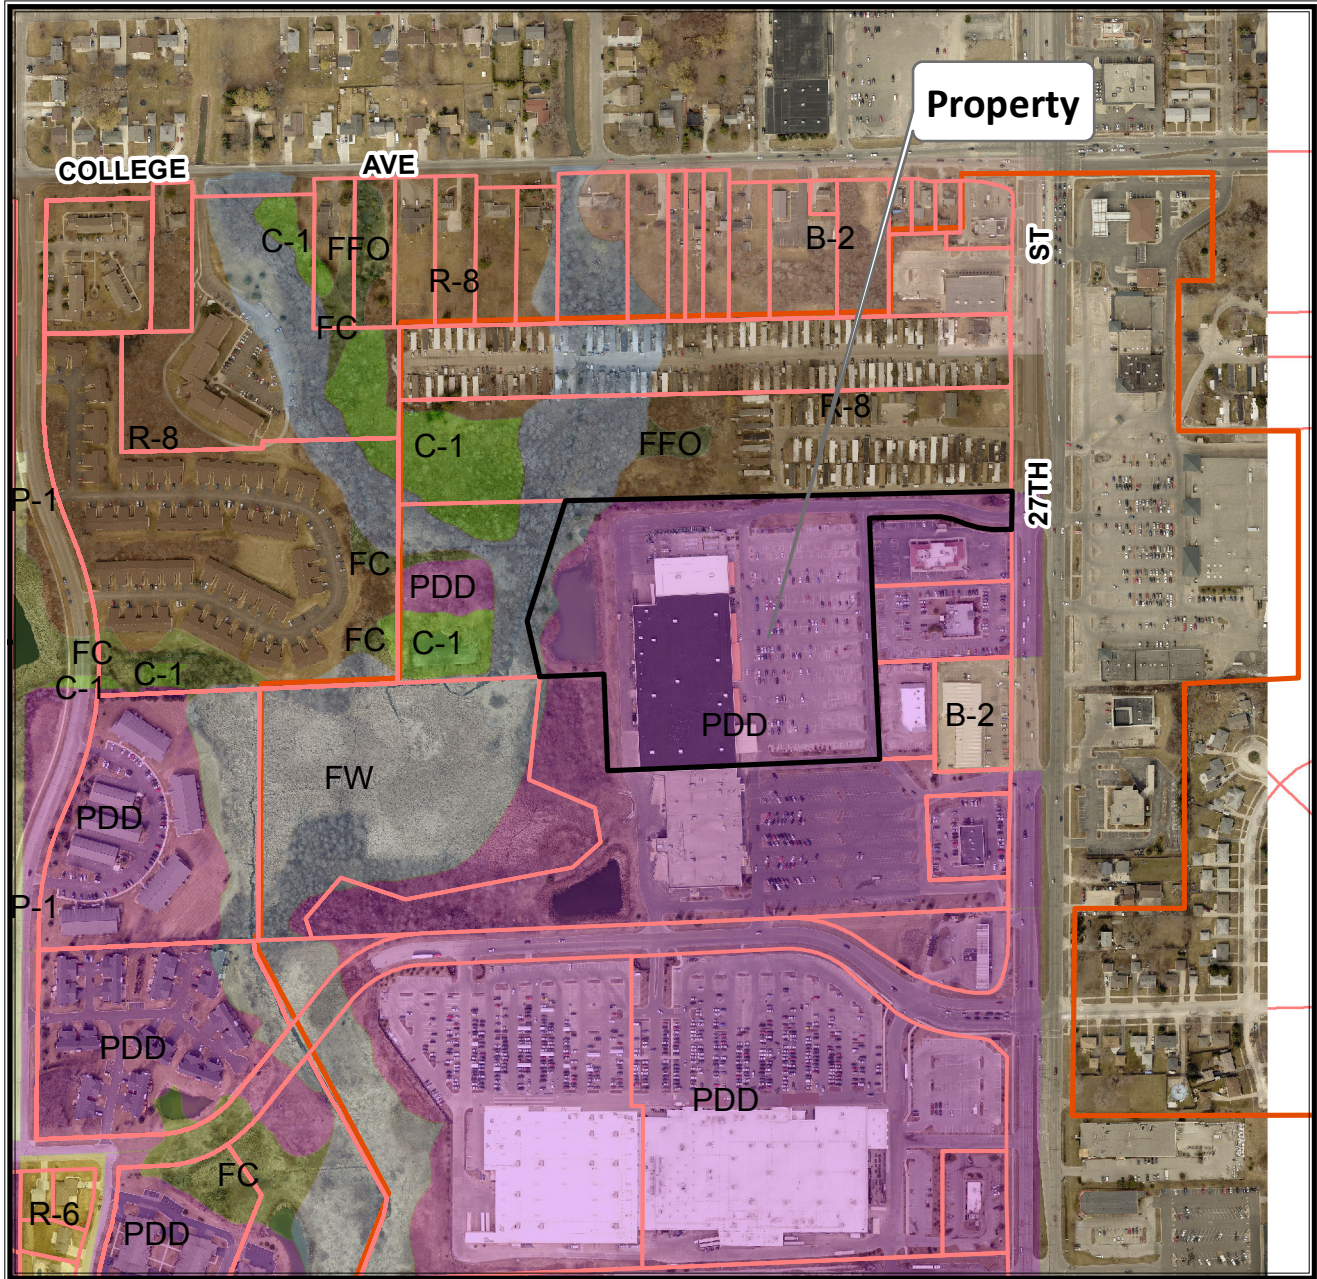 Property
COLLEGE
AVE
C-1
FFO
B-2
ST
R-8
FC
R-8
R-8
C-1
FFO
P-1
27TH
FC
PDD
FC
C-1
FC
C-1
C-1
B-2
PDD
FW
PDD
P-1
PDD
PDD
FC
R-6
PDD